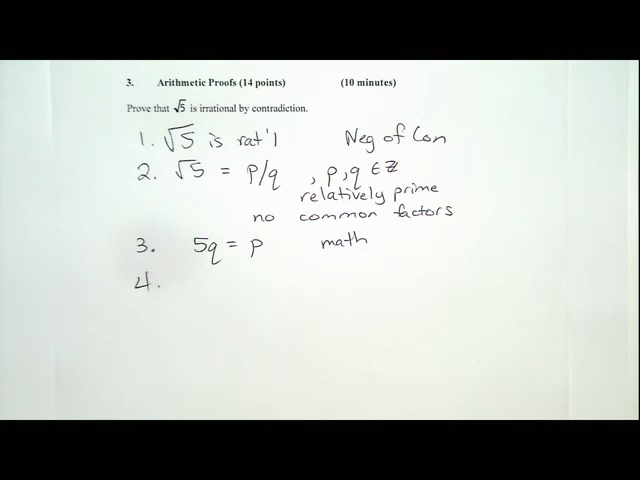 3. Arithmetic Proofs (14 points) (10 minutes)
Prove that √5 is irrational by contradiction.
1. √5 is rat'l Neg of Con
2. √5 = p/q , p, q ∈ ℤ
relatively prime
no common factors
3. 5q = p math
4.